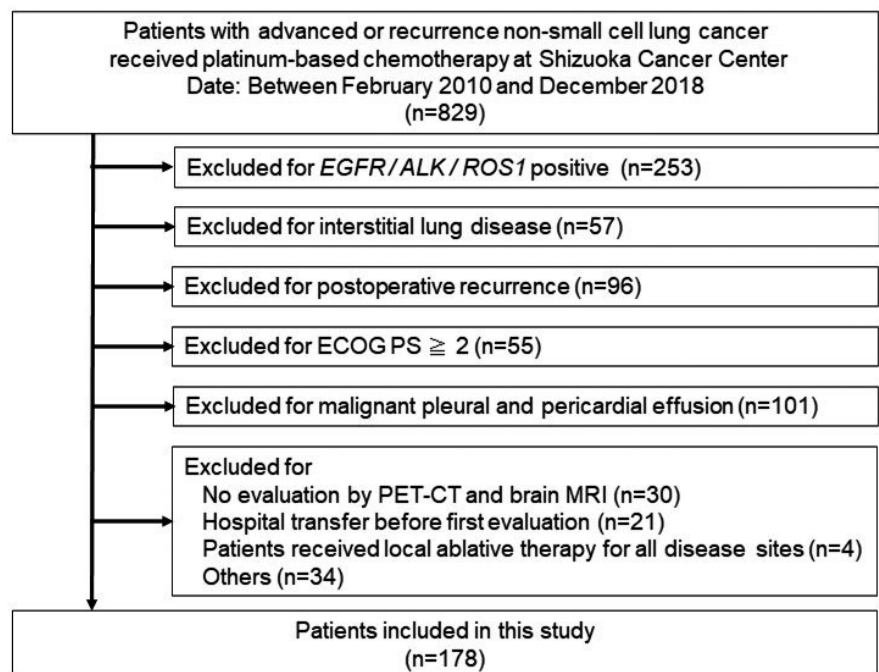 Patients with advanced or recurrence non-small cell lung cancer
received platinum-based chemotherapy at Shizuoka Cancer Center
Date: Between February 2010 and December 2018
(n=829)
Excluded for EGFR/ALK/ROS1 positive (n=253)
Excluded for interstitial lung disease (n=57)
Excluded for postoperative recurrence (n=96)
Excluded for ECOG PS ≧ 2 (n=55)
Excluded for malignant pleural and pericardial effusion (n=101)
Excluded for
No evaluation by PET-CT and brain MRI (n=30)
Hospital transfer before first evaluation (n=21)
Patients received local ablative therapy for all disease sites (n=4)
Others (n=34)
Patients included in this study
(n=178)